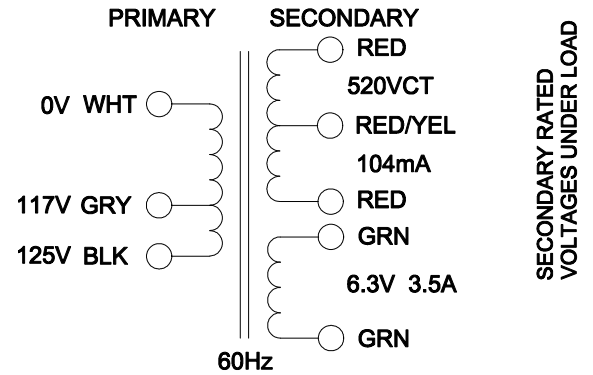 PRIMARY
SECONDARY
RED
520VCT
0V WHT
RED/YEL
104mA
117V GRY
RED
GRN
125V BLK
6.3V 3.5A
GRN
60Hz
SECONDARY RATED
VOLTAGES UNDER LOAD